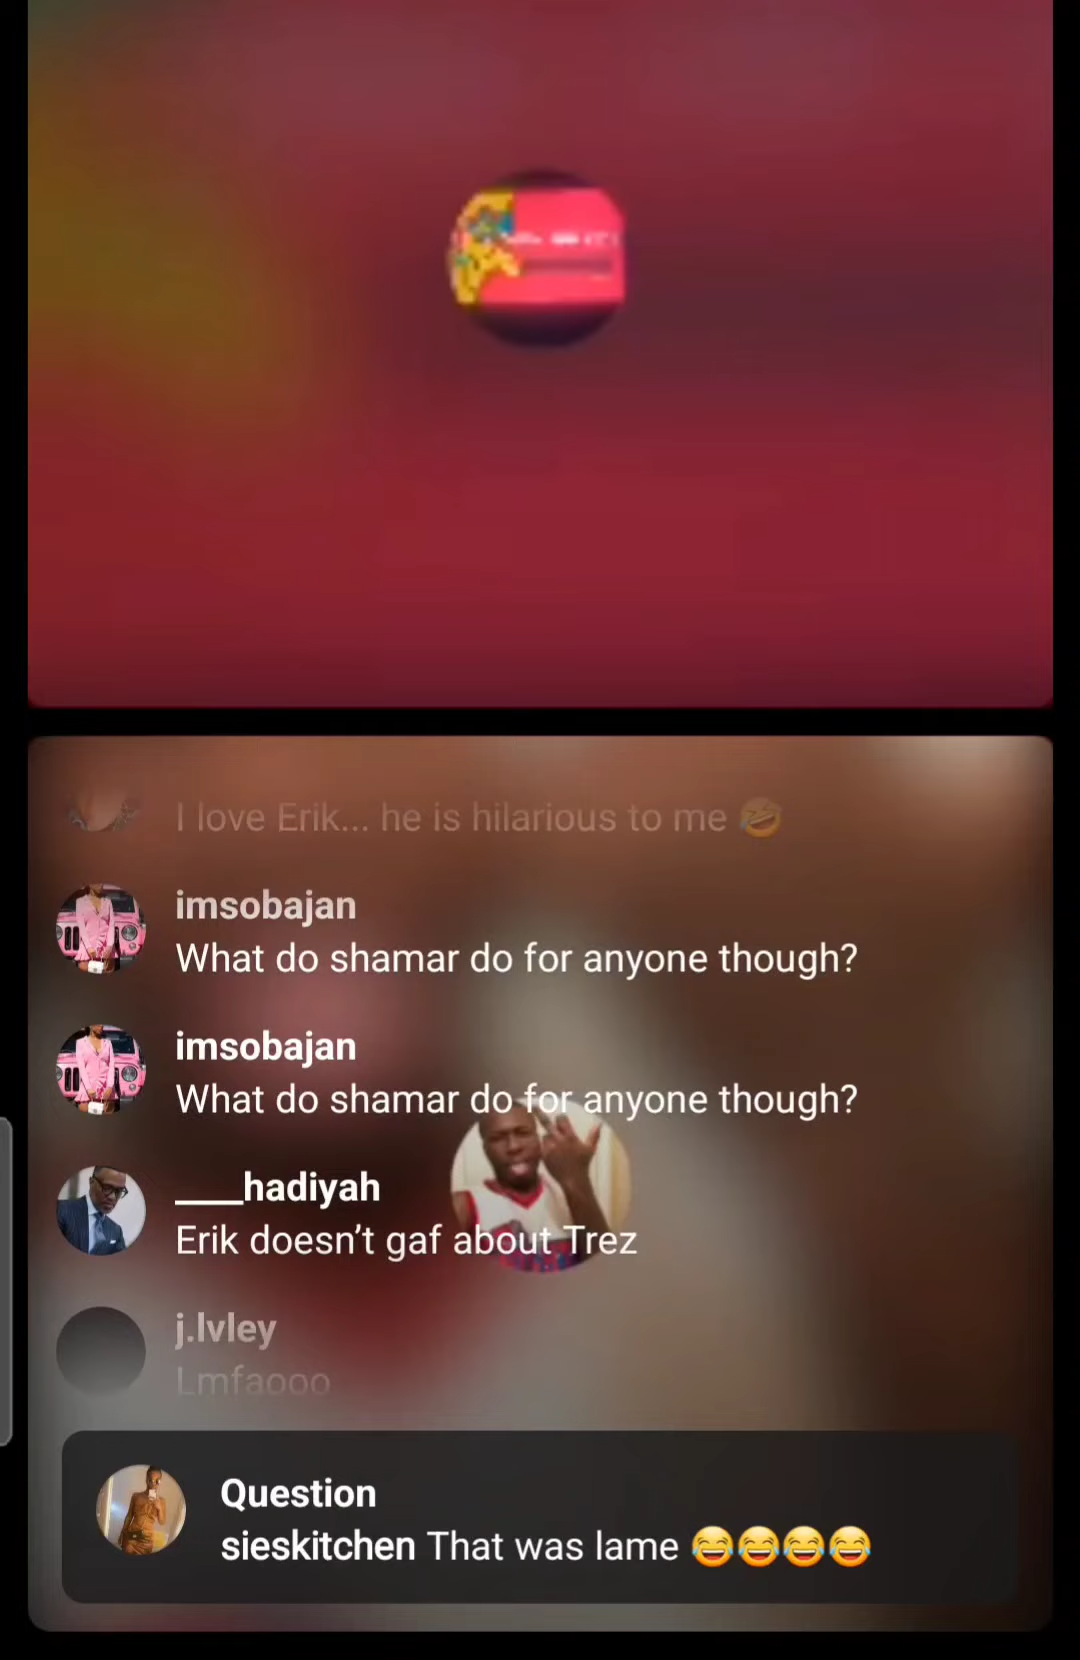 I love Erik... he is hilarious to me 🤣
imsobajan
What do shamar do for anyone though?
imsobajan
What do shamar do for anyone though?
____hadiyah
Erik doesn't gaf about Trez
j.lvley
Lmfaooo
Question
sieskitchen That was lame 😂😂😂😂